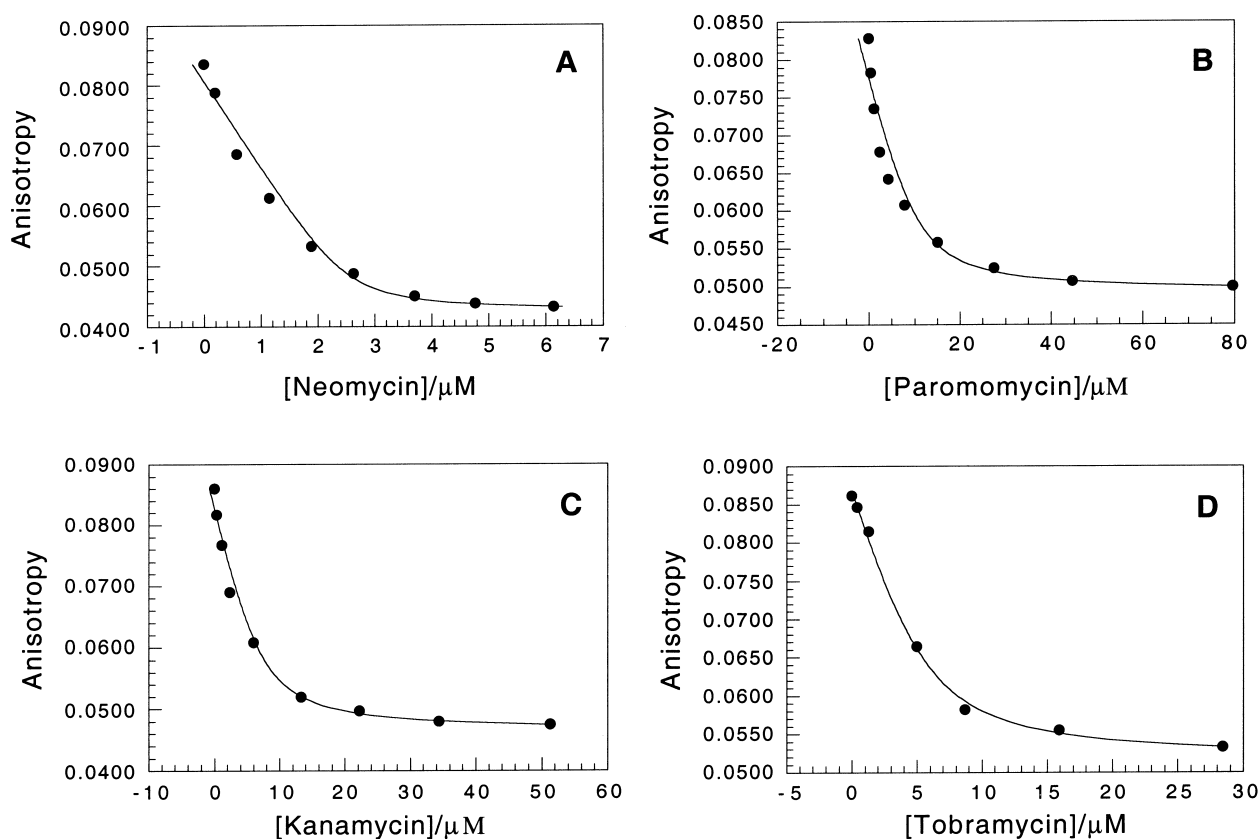 A
Anisotropy
0.0900
0.0800
0.0700
0.0600
0.0500
0.0400
-1 0 1 2 3 4 5 6 7
[Neomycin]/μM
B
Anisotropy
0.0850
0.0800
0.0750
0.0700
0.0650
0.0600
0.0550
0.0500
0.0450
-20 0 20 40 60 80
[Paromomycin]/μM
C
Anisotropy
0.0900
0.0800
0.0700
0.0600
0.0500
0.0400
-10 0 10 20 30 40 50 60
[Kanamycin]/μM
D
Anisotropy
0.0900
0.0850
0.0800
0.0750
0.0700
0.0650
0.0600
0.0550
0.0500
-5 0 5 10 15 20 25 30
[Tobramycin]/μM